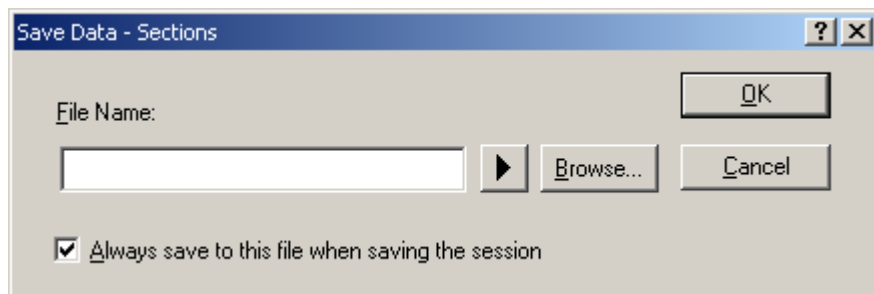 Save Data - Sections
OK
File Name:
Browse...
Cancel
Always save to this file when saving the session